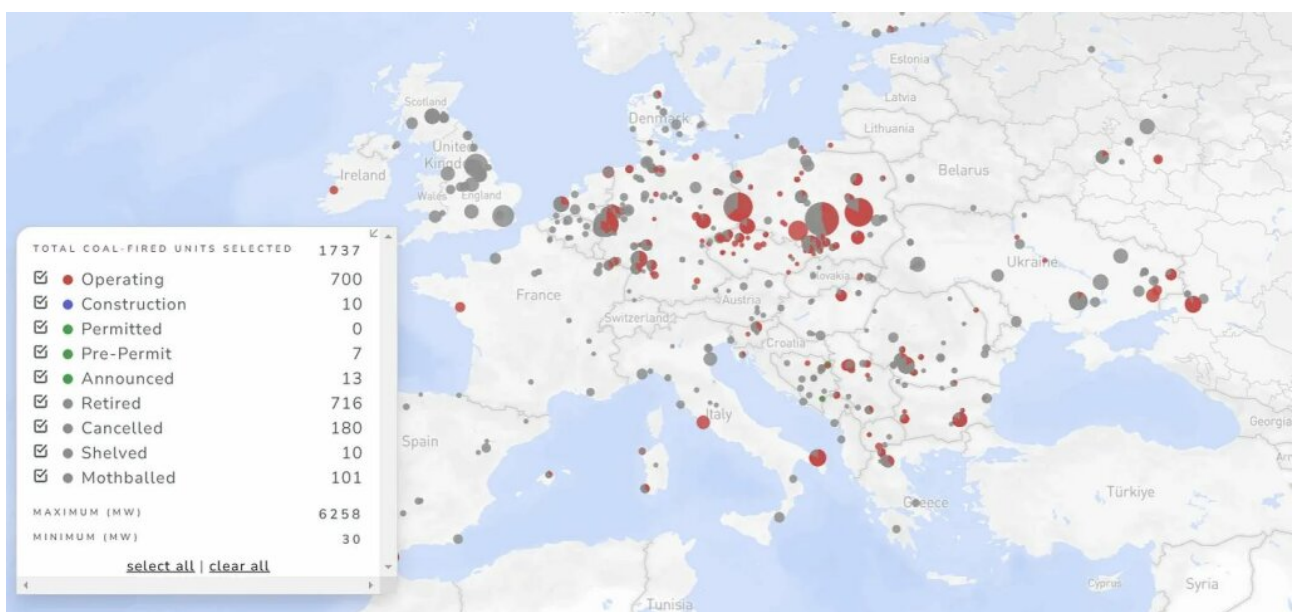 Norway
Estonia
Scotland
Latvia
Denmark
Lithuania
United
Kingdom
Ireland
Belarus
Wales
England
TOTAL COAL-FIRED UNITS SELECTED 1737
Operating 700
Construction 10
Permitted 0
Pre-Permit 7
Announced 13
Retired 716
Cancelled 180
Shelved 10
Mothballed 101
MAXIMUM (MW) 6258
MINIMUM (MW) 30
select all | clear all
Ukraine
Slovakia
France
Austria
Switzerland
Croatia
Italy
Spain
Georgia
Türkiye
Greece
Cyprus
Syria
Tunisia